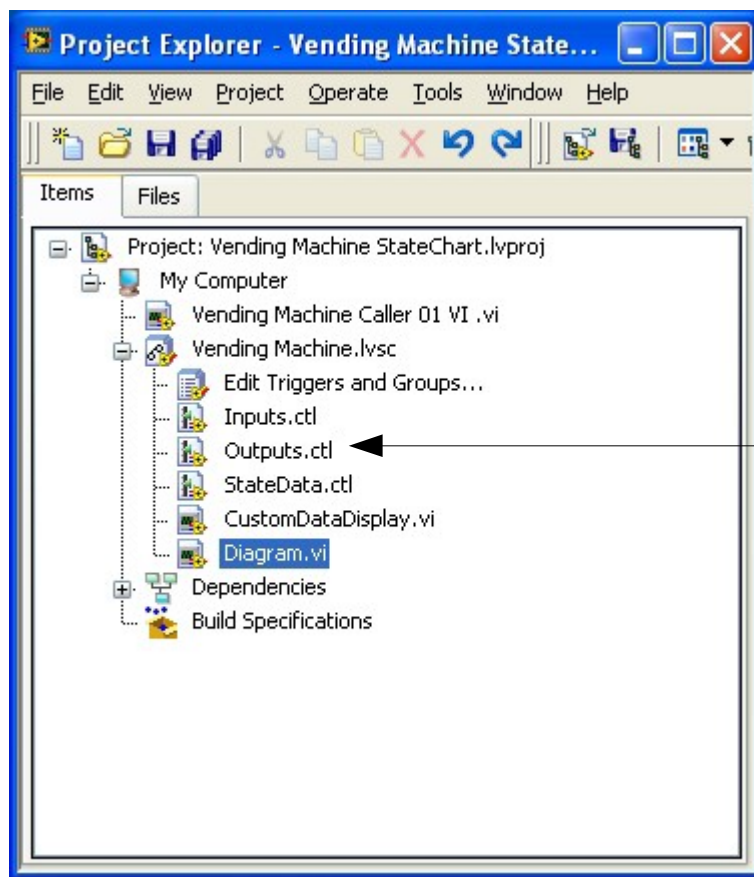 Project Explorer - Vending Machine State...
File Edit View Project Operate Tools Window Help
Items Files
Project: Vending Machine StateChart.lvproj
My Computer
Vending Machine Caller 01 VI .vi
Vending Machine.lvsc
Edit Triggers and Groups...
Inputs.ctl
Outputs.ctl
StateData.ctl
CustomDataDisplay.vi
Diagram.vi
Dependencies
Build Specifications